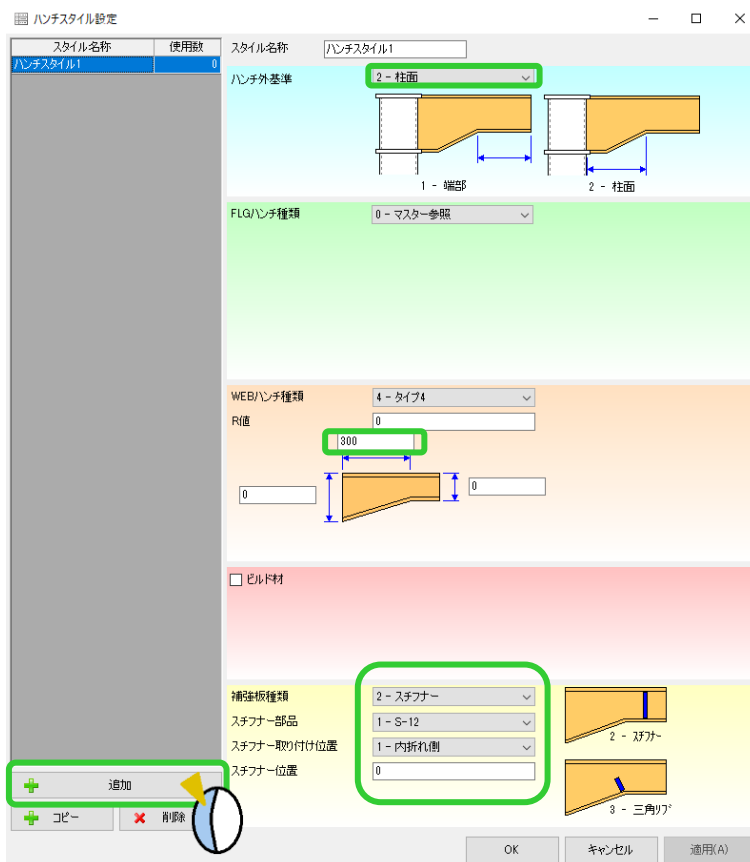 ハンチスタイル設定
スタイル名称 使用数
ハンチスタイル1 0
スタイル名称 ハンチスタイル1
ハンチ外基準 2 - 柱面
1 - 端部 2 - 柱面
FLGハンチ種類 0 - マスター参照
WEBハンチ種類 4 - タイプ4
R値 0
300
0 0
ビルド材
補強板種類 2 - スチフナー
スチフナー部品 1 - S-12
スチフナー取り付け位置 1 - 内折れ側
スチフナー位置 0
2 - スチフナー
3 - 三角リブ
追加
コピー 削除
OK キャンセル 適用(A)